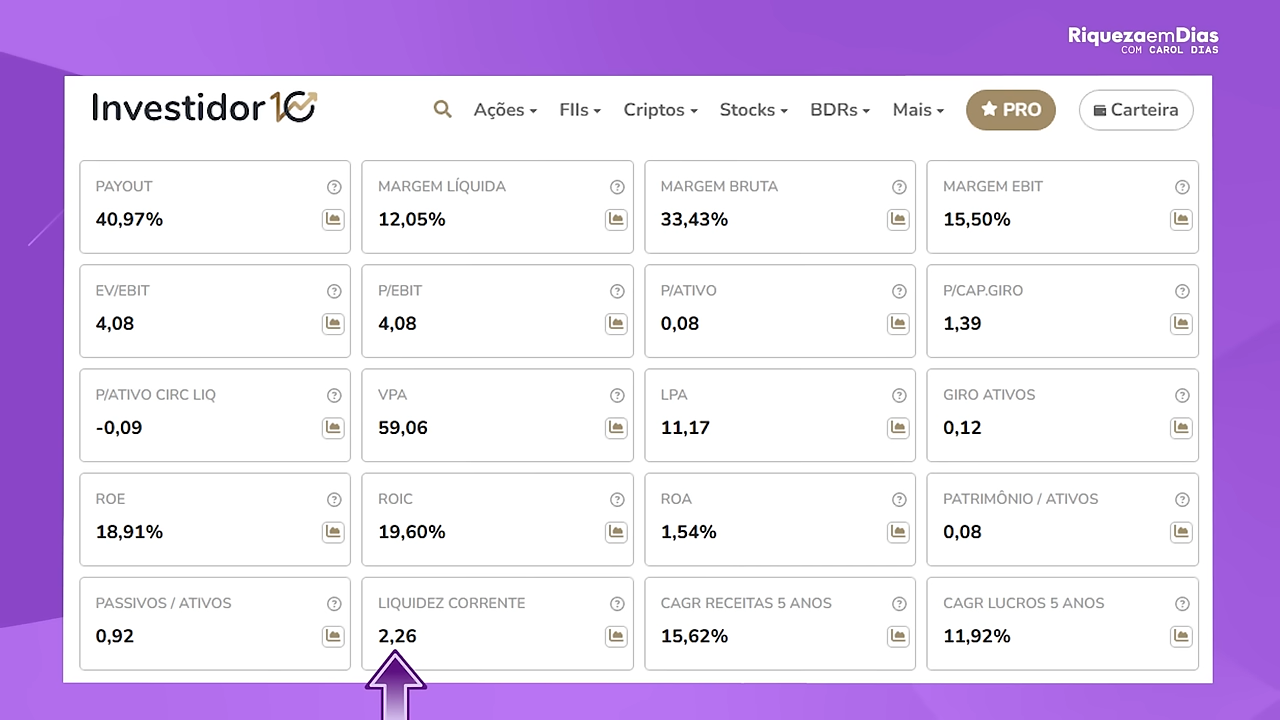 RiquezaemDias
COM CAROL DIAS
Investidor 10
Ações
FIIs
Criptos
Stocks
BDRs
Mais
PRO
Carteira
PAYOUT
40,97%
MARGEM LÍQUIDA
12,05%
MARGEM BRUTA
33,43%
MARGEM EBIT
15,50%
EV/EBIT
4,08
P/EBIT
4,08
P/ATIVO
0,08
P/CAP.GIRO
1,39
P/ATIVO CIRC LIQ
-0,09
VPA
59,06
LPA
11,17
GIRO ATIVOS
0,12
ROE
18,91%
ROIC
19,60%
ROA
1,54%
PATRIMÔNIO / ATIVOS
0,08
PASSIVOS / ATIVOS
0,92
LIQUIDEZ CORRENTE
2,26
CAGR RECEITAS 5 ANOS
15,62%
CAGR LUCROS 5 ANOS
11,92%